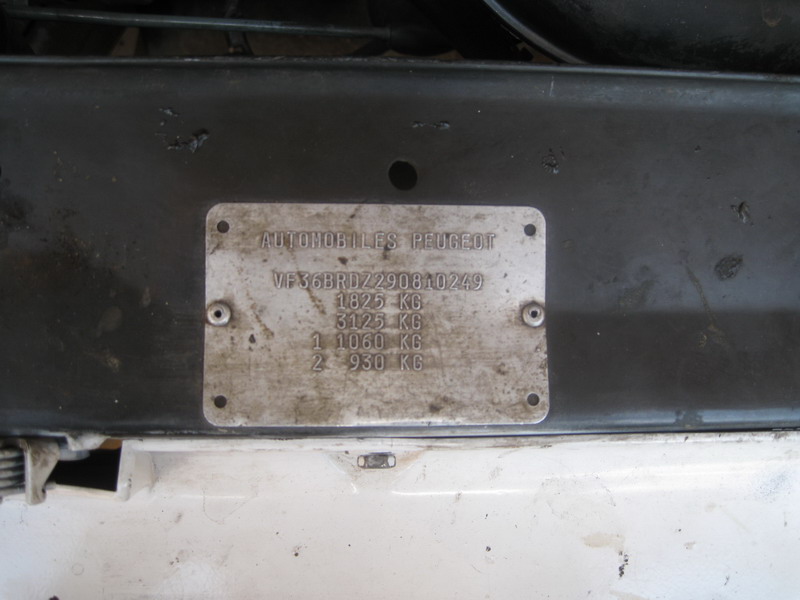 AUTOMOBILES PEUGEOT
VF36BRDZ290810249
1825 KG
3125 KG
1 1060 KG
2 930 KG